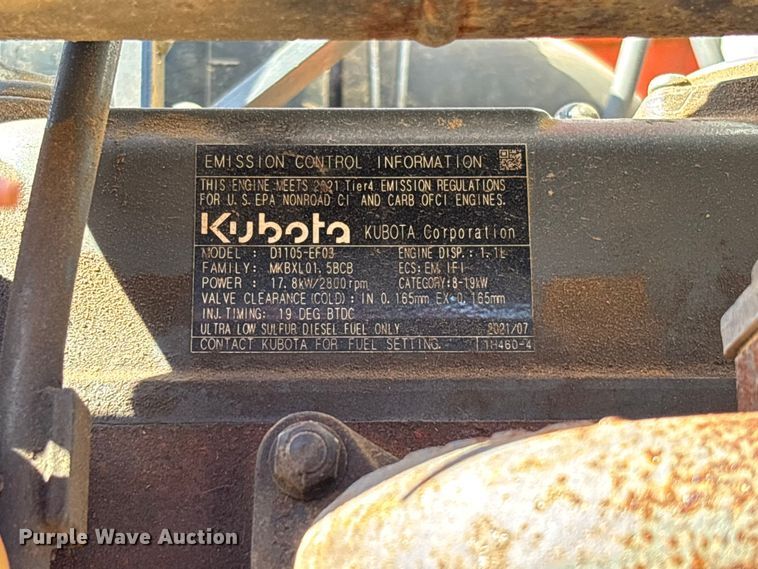 EMISSION CONTROL INFORMATION
THIS ENGINE MEETS 2021 Tier4 EMISSION REGULATIONS
FOR U.S. EPA NONROAD CI AND CARB OFCI ENGINES.
Kubota KUBOTA Corporation
MODEL : D1105-EF03 ENGINE DISP.: 1.1L
FAMILY: MKBXL01.5BCB ECS: EM IFI
POWER : 17.8kW/2800rpm CATEGORY:8-19kW
VALVE CLEARANCE(COLD): IN 0.165mm EX 0.165mm
INJ.TIMING: 19 DEG BTDC
ULTRA LOW SULFUR DIESEL FUEL ONLY 2021/07
CONTACT KUBOTA FOR FUEL SETTING. 1H460-4
Purple Wave Auction